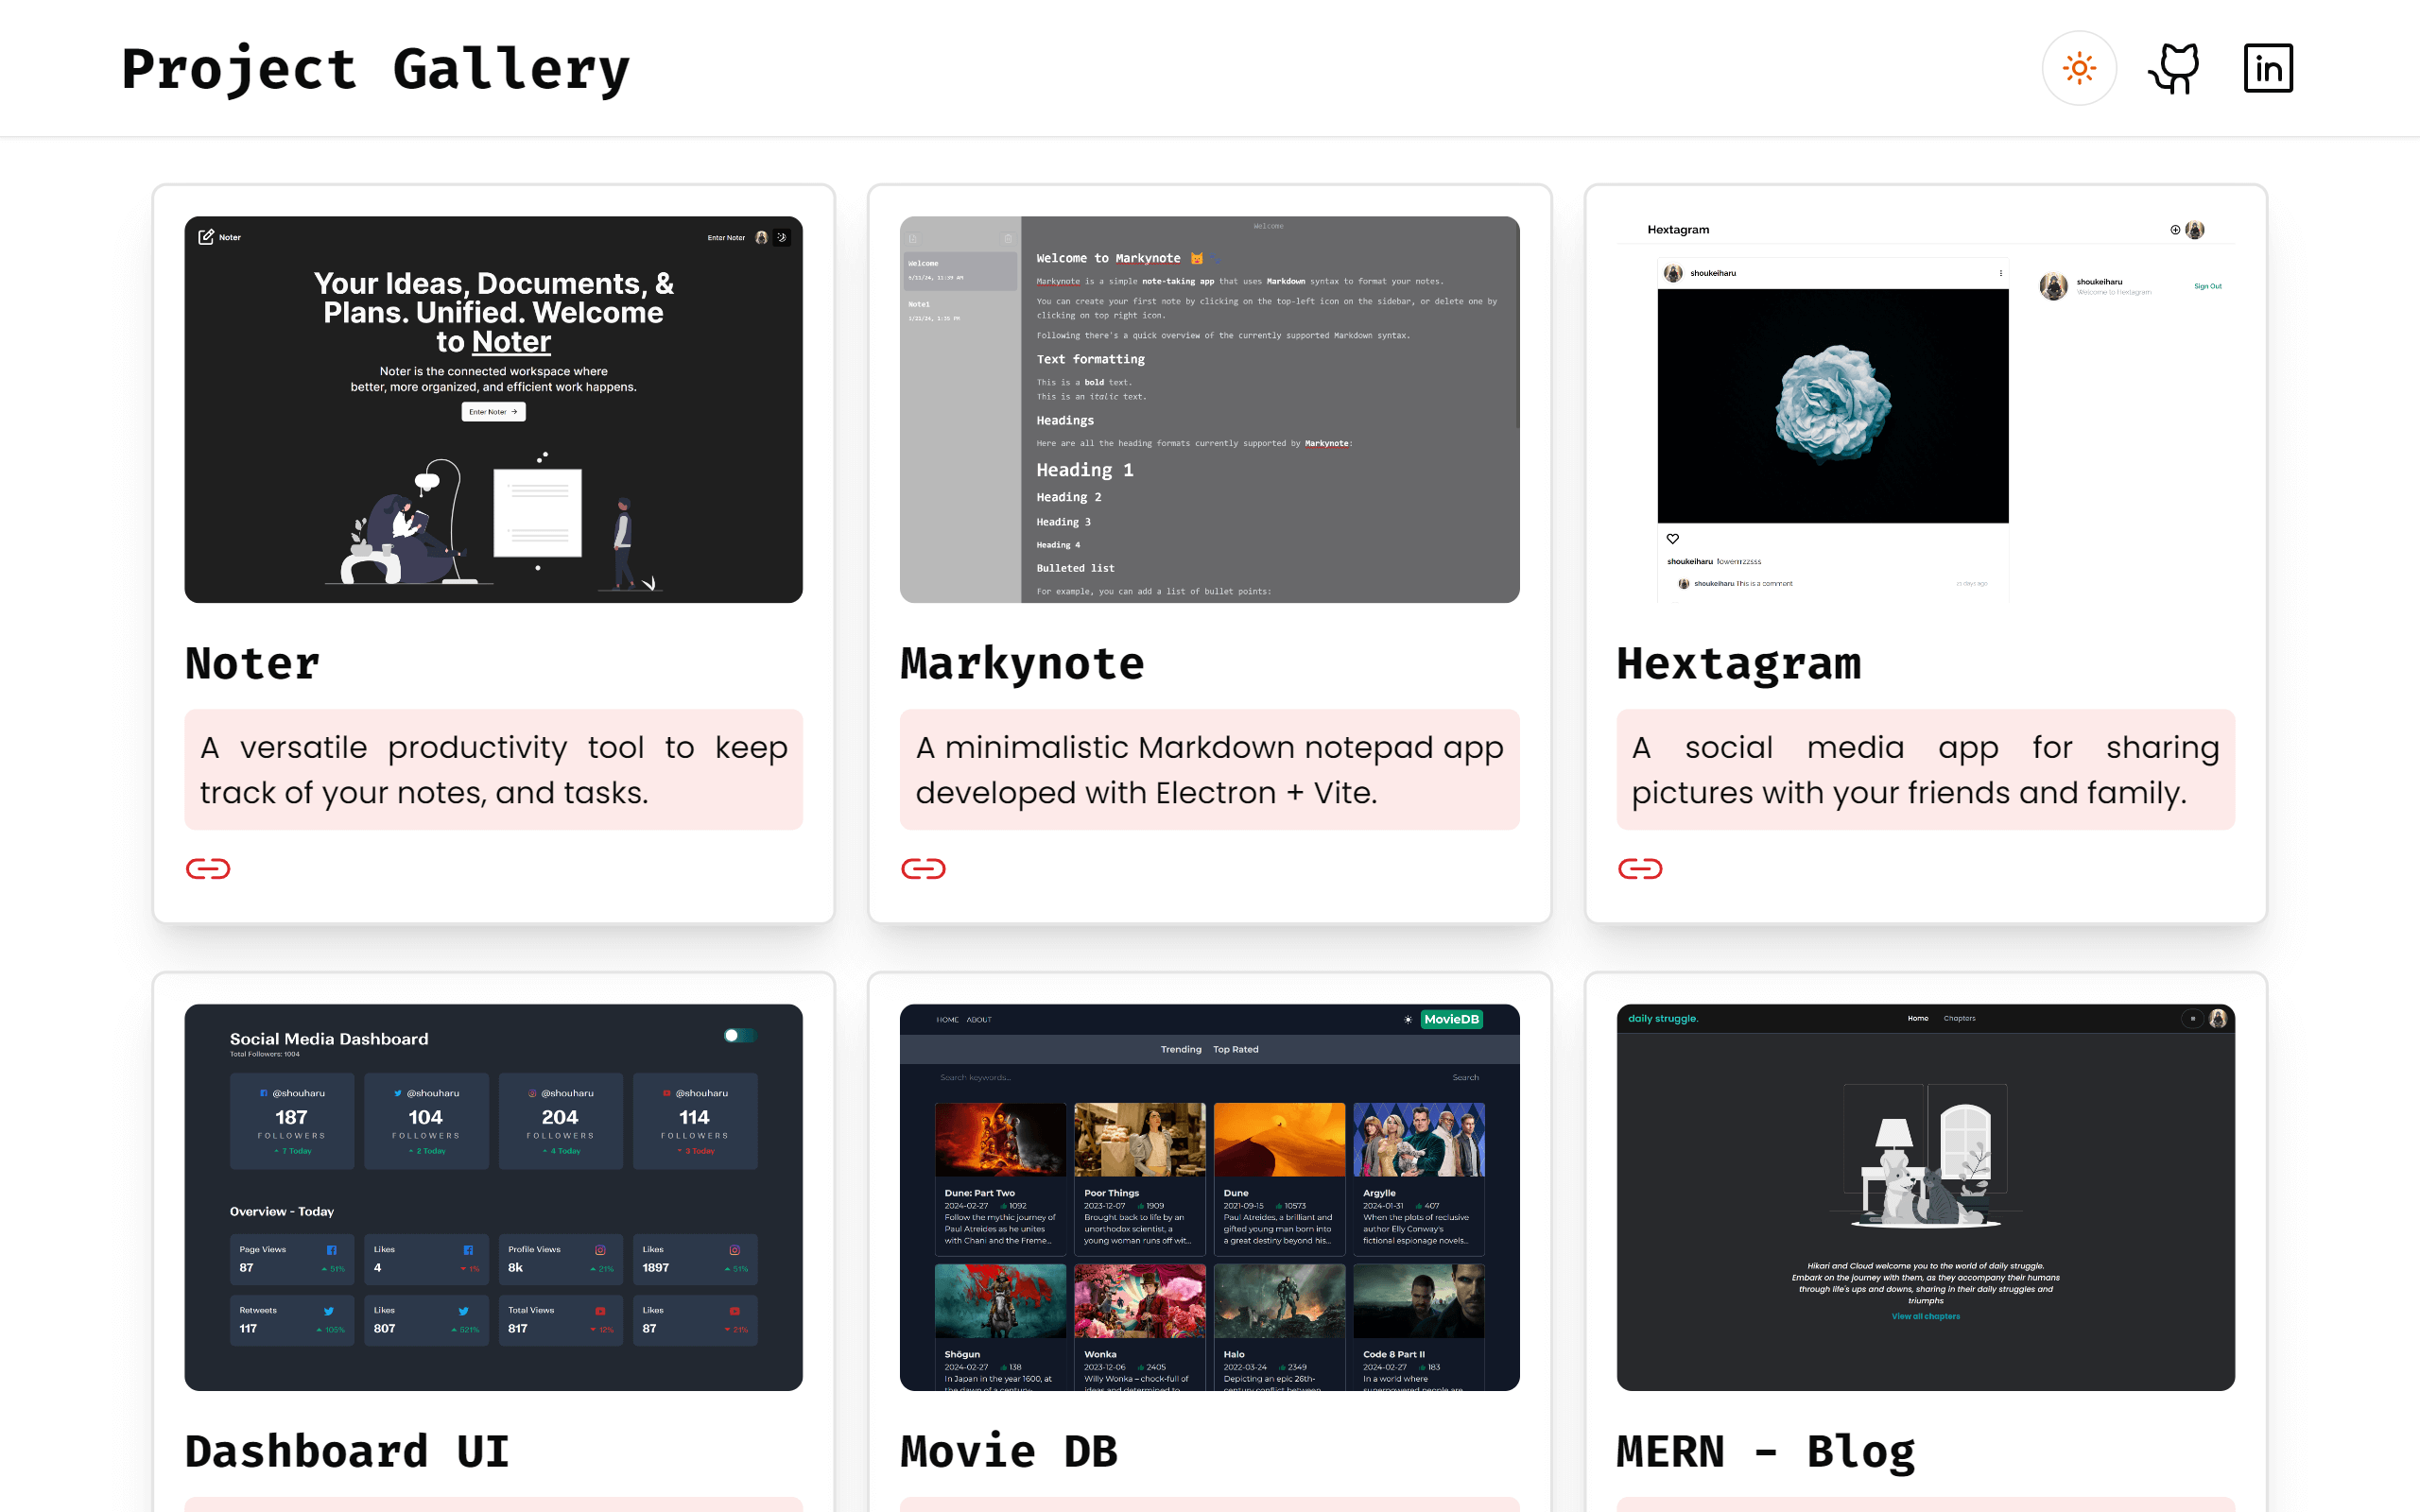 Project Gallery
Noter
Enter Noter
Your Ideas, Documents, &
Plans. Unified. Welcome
to Noter
Noter is the connected workspace where
better, more organized, and efficient work happens.
Enter Noter
Noter
A versatile productivity tool to keep
track of your notes, and tasks.
Welcome
Welcome
Note1
Welcome to Markynote
Markynote is a simple note-taking app that uses Markdown syntax to format your notes.
You can create your first note by clicking on the top-left icon on the sidebar, or delete one by
clicking on top right icon.
Following there's a quick overview of the currently supported Markdown syntax.
Text formatting
This is a bold text.
This is an italic text.
Headings
Here are all the heading formats currently supported by Markynote:
Heading 1
Heading 2
Heading 3
Heading 4
Bulleted list
For example, you can add a list of bullet points:
Markynote
A minimalistic Markdown notepad app
developed with Electron + Vite.
Hextagram
shoukeiharu
shoukeiharu
Welcome to Hextagram
Sign Out
shoukeiharu
shoukeiharu This is a comment
Hextagram
A social media app for sharing
pictures with your friends and family.
Social Media Dashboard
Total Followers: 1004
@shouharu
187
FOLLOWERS
7 Today
@shouharu
104
FOLLOWERS
2 Today
@shouharu
204
FOLLOWERS
4 Today
@shouharu
114
FOLLOWERS
3 Today
Overview - Today
Page Views
87
51%
Likes
4
1%
Profile Views
8k
21%
Likes
1897
51%
Retweets
117
105%
Likes
807
521%
Total Views
817
12%
Likes
87
21%
Dashboard UI
HOME ABOUT
MovieDB
Trending Top Rated
Search keywords...
Search
Dune: Part Two
2024-02-27 1092
Follow the mythic journey of
Paul Atreides as he unites
with Chani and the Freme...
Poor Things
2023-12-07 1909
Brought back to life by an
unorthodox scientist, a
young woman runs off wit...
Dune
2021-09-15 10573
Paul Atreides, a brilliant and
gifted young man born into
a great destiny beyond his...
Argylle
2024-01-31 407
When the plots of reclusive
author Elly Conway's
fictional espionage novels...
Shōgun
2024-02-27 138
In Japan in the year 1600, at
the dawn of a century-
Wonka
2023-12-06 2405
Willy Wonka – chock-full of
ideas and determined to
Halo
2022-03-24 2349
Depicting an epic 26th-
century conflict between
Code 8 Part II
2024-02-27 183
In a world where
superpowered people are
Movie DB
daily struggle.
Home Chapters
Hikari and Cloud welcome you to the world of daily struggle.
Embark on the journey with them, as they accompany their humans
through life's ups and downs, sharing in their daily struggles and
triumphs
View all chapters
MERN - Blog